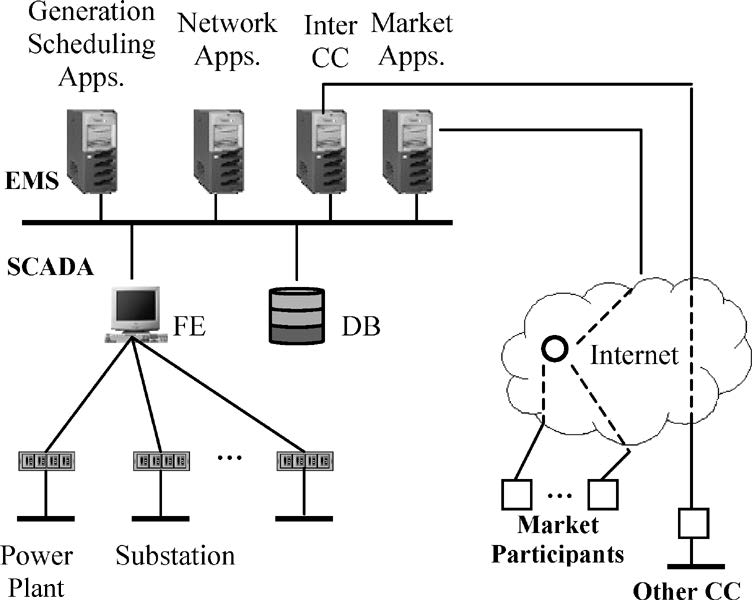 Generation
Scheduling
Apps.
Network
Apps.
Inter
CC
Market
Apps.
EMS
SCADA
FE
DB
Internet
...
...
Market
Participants
Power
Plant
Substation
Other CC